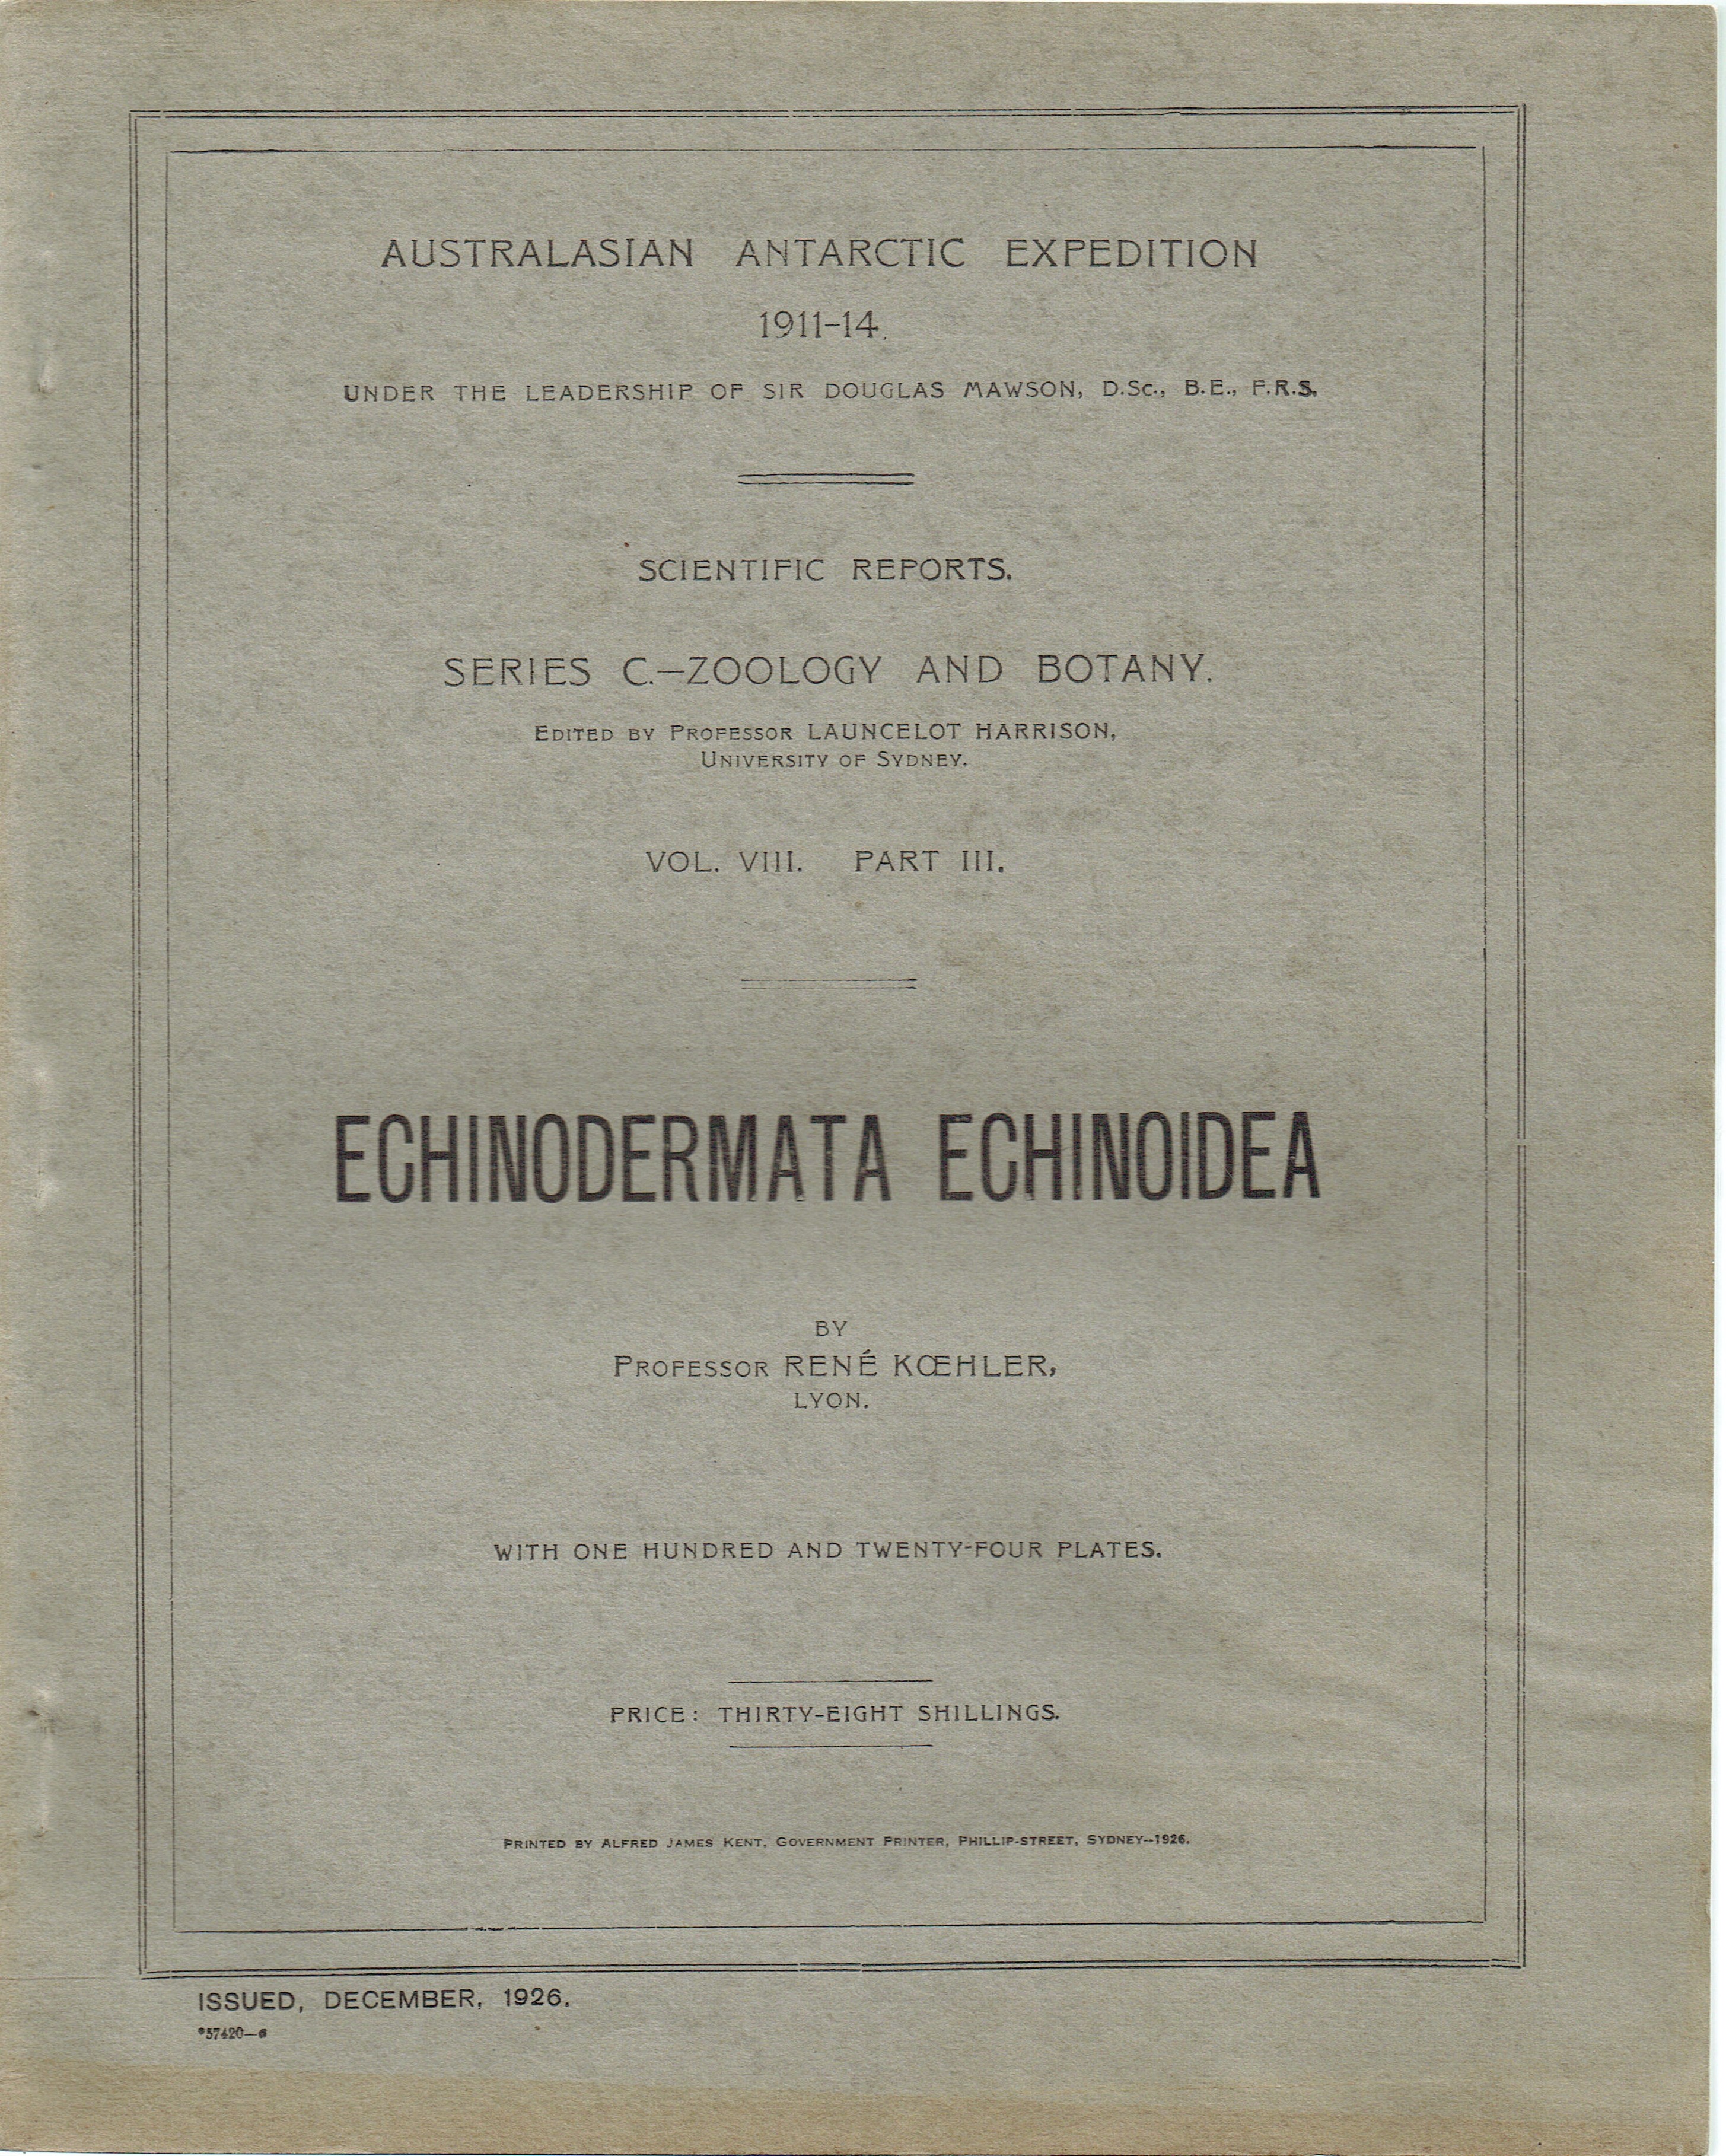 AUSTRALASIAN ANTARCTIC EXPEDITION
1911-14.
UNDER THE LEADERSHIP OF SIR DOUGLAS MAWSON, D.Sc., B.E., F.R.S.
SCIENTIFIC REPORTS.
SERIES C.—ZOOLOGY AND BOTANY.
EDITED BY PROFESSOR LAUNCELOT HARRISON,
UNIVERSITY OF SYDNEY.
VOL. VIII. PART III.
ECHINODERMATA ECHINOIDEA
BY
PROFESSOR RENÉ KŒHLER,
LYON.
WITH ONE HUNDRED AND TWENTY-FOUR PLATES.
PRICE: THIRTY-EIGHT SHILLINGS.
PRINTED BY ALFRED JAMES KENT, GOVERNMENT PRINTER, PHILLIP-STREET, SYDNEY--1926.
ISSUED, DECEMBER, 1926.
*57420—a